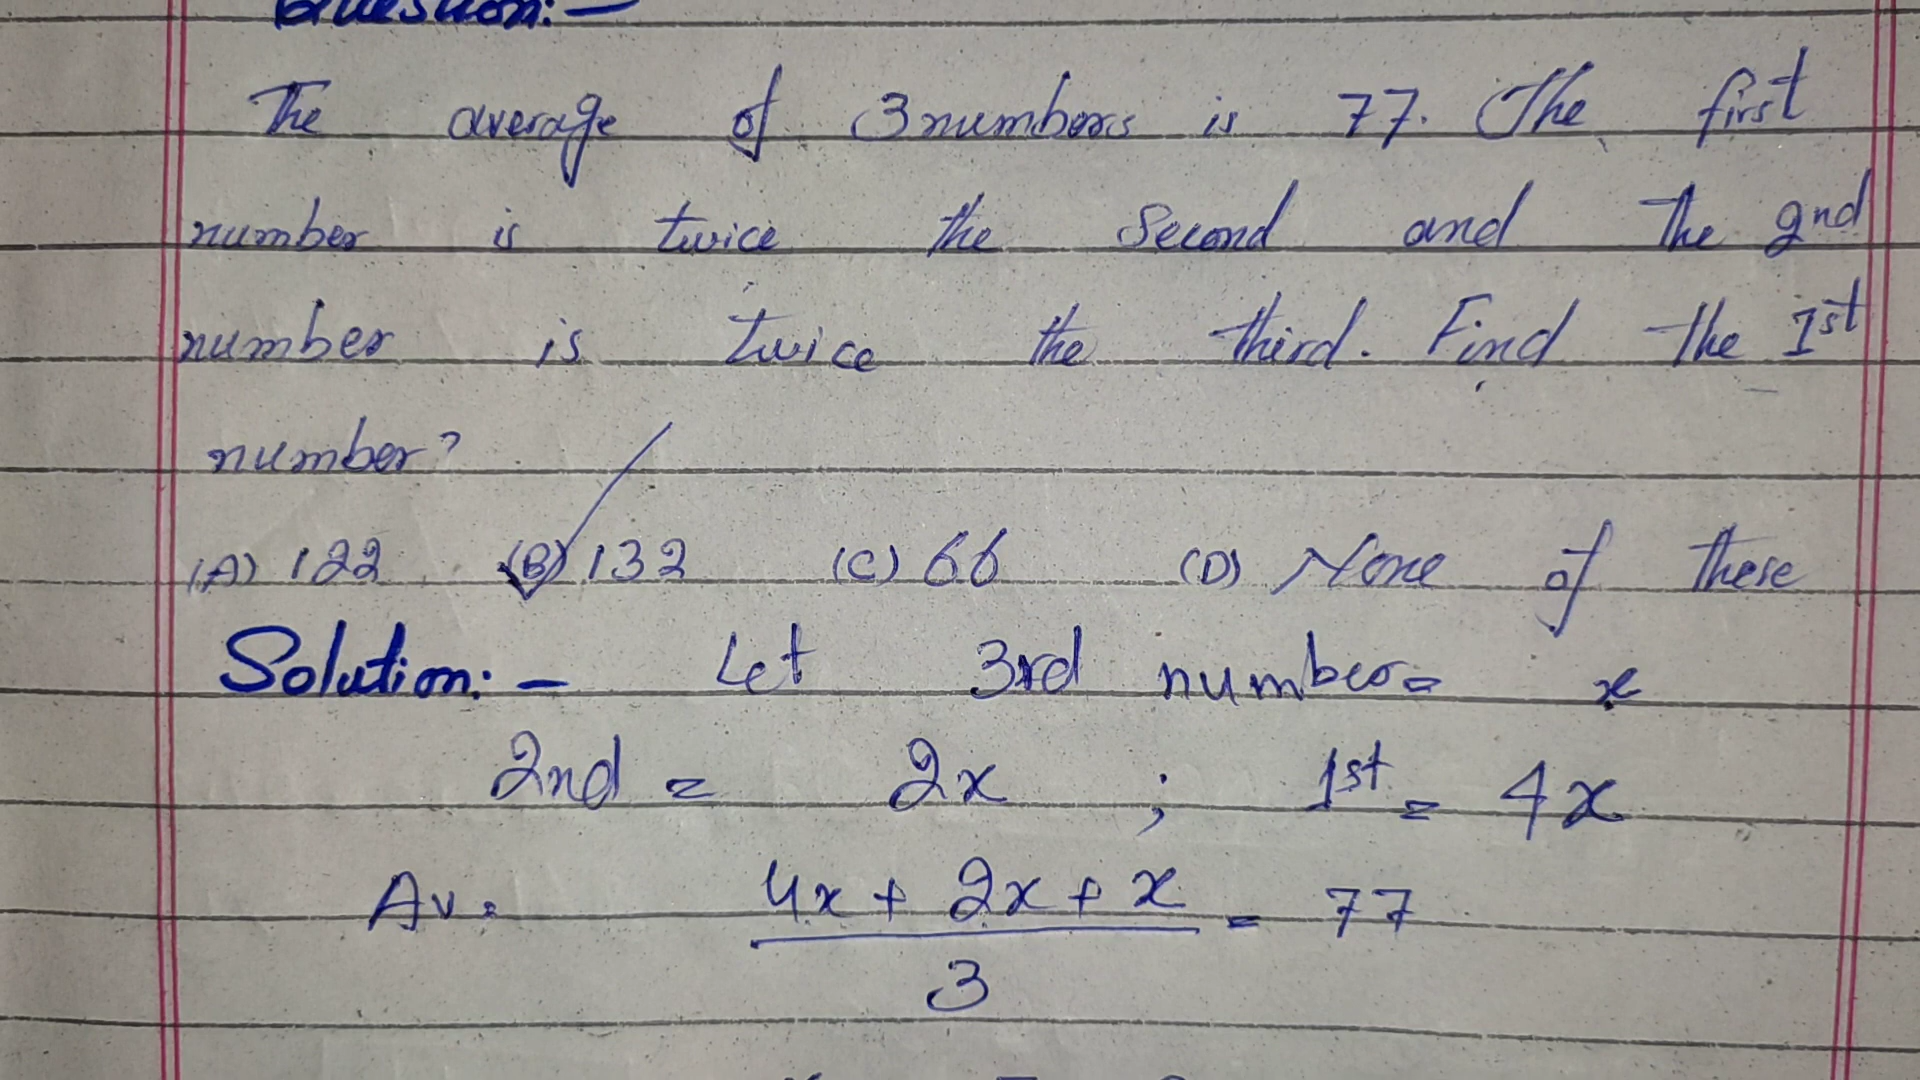 Question:-
The average of 3 numbers is 77. The first
number is twice the Second and the 2nd
number is twice the third. Find the 1st
number?
(A) 122 (B) 132 (C) 66 (D) None of these
Solution:- Let 3rd number = x
2nd = 2x ; 1st = 4x
Av = 4x + 2x + x = 77
3